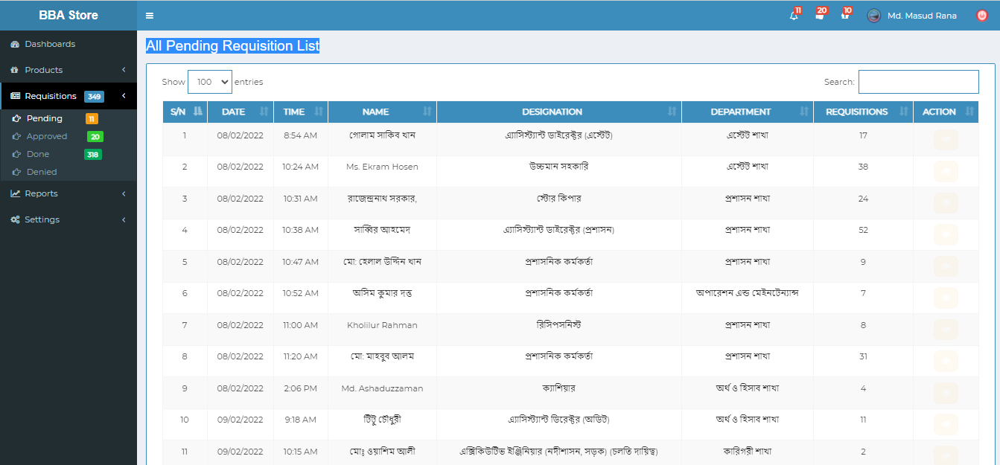 BBA Store
11 20 10 Md. Masud Rana
Dashboards
Products
Requisitions 349
Pending 11
Approved 20
Done 318
Denied
Reports
Settings
All Pending Requisition List
Show 100 entries Search:
S/N DATE TIME NAME DESIGNATION DEPARTMENT REQUISITIONS ACTION
1 08/02/2022 8:54 AM গোলাম সাকিব খান এ্যাসিস্ট্যান্ট ডাইরেক্টর (এস্টেট) এস্টেট শাখা 17
2 08/02/2022 10:24 AM Ms. Ekram Hosen উচ্চমান সহকারি এস্টেট শাখা 38
3 08/02/2022 10:31 AM রাজেন্দ্রনাথ সরকার, স্টোর কিপার প্রশাসন শাখা 24
4 08/02/2022 10:38 AM সাব্বির আহমেদ এ্যাসিস্ট্যান্ট ডাইরেক্টর (প্রশাসন) প্রশাসন শাখা 52
5 08/02/2022 10:47 AM মো: হেলাল উদ্দিন খান প্রশাসনিক কর্মকর্তা প্রশাসন শাখা 9
6 08/02/2022 10:52 AM অসিম কুমার দত্ত প্রশাসনিক কর্মকর্তা অপারেশন এন্ড মেইনটেন্যান্স 7
7 08/02/2022 11:00 AM Kholilur Rahman রিসিপসনিস্ট প্রশাসন শাখা 8
8 08/02/2022 11:20 AM মো: মাহবুব আলম প্রশাসনিক কর্মকর্তা প্রশাসন শাখা 31
9 08/02/2022 2:06 PM Md. Ashaduzzaman ক্যাশিয়ার অর্থ ও হিসাব শাখা 4
10 09/02/2022 9:18 AM টিটু চৌধুরী এ্যাসিস্ট্যান্ট ডিরেক্টর (অডিট) অর্থ ও হিসাব শাখা 11
11 09/02/2022 10:15 AM মোঃ ওয়াশিম আলী এক্সিকিউটিভ ইঞ্জিনিয়ার (নদীশাসন, সড়ক) (চলতি দায়িত্ব) কারিগরী শাখা 2